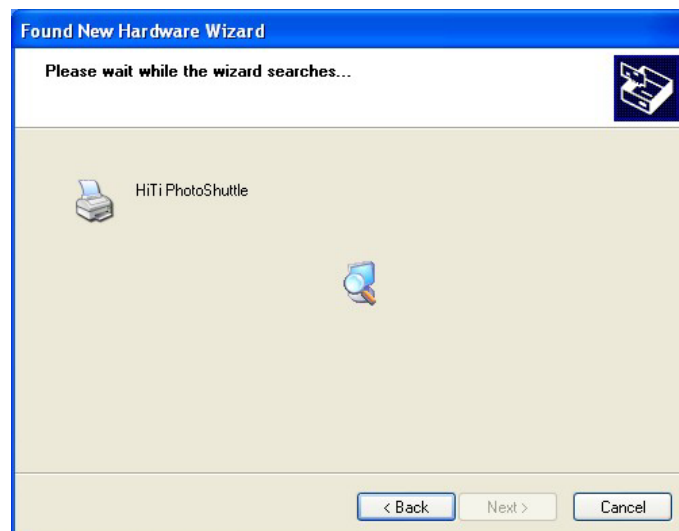 Found New Hardware Wizard
Please wait while the wizard searches...
HiTi PhotoShuttle
< Back
Next >
Cancel